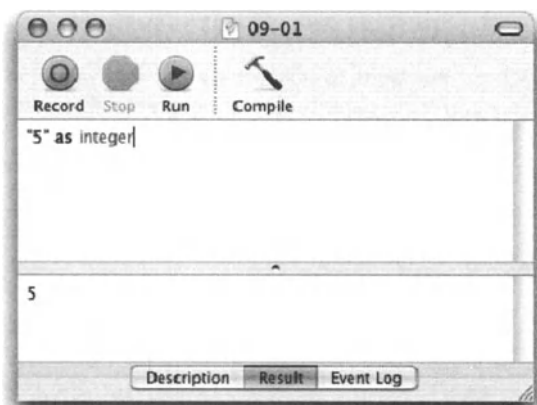 09-01
Record Stop Run Compile
"5" as integer
5
Description Result Event Log